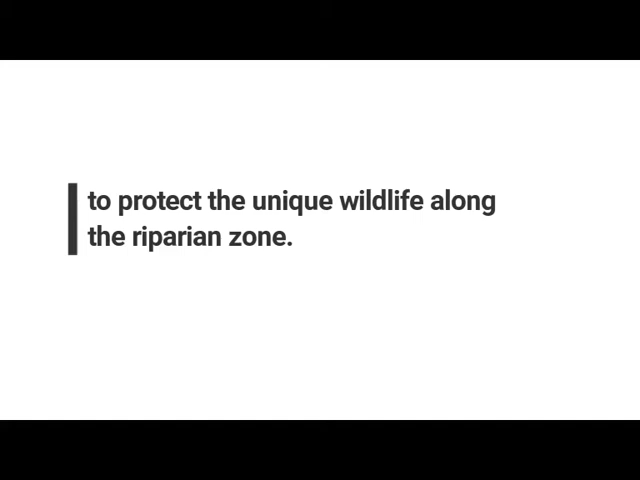 to protect the unique wildlife along
the riparian zone.